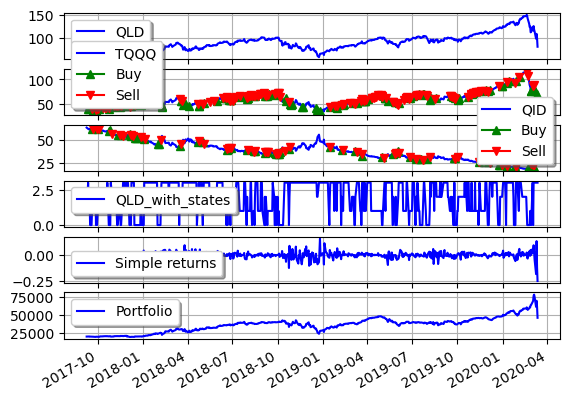 150
QLD
100
TQQQ
100
Buy
50
Sell
QID
Buy
50
Sell
25
2.5
QLD_with_states
0.0
0.00
Simple returns
−0.25
75000
Portfolio
50000
25000
2017-10
2018-01
2018-04
2018-07
2018-10
2019-01
2019-04
2019-07
2019-10
2020-01
2020-04